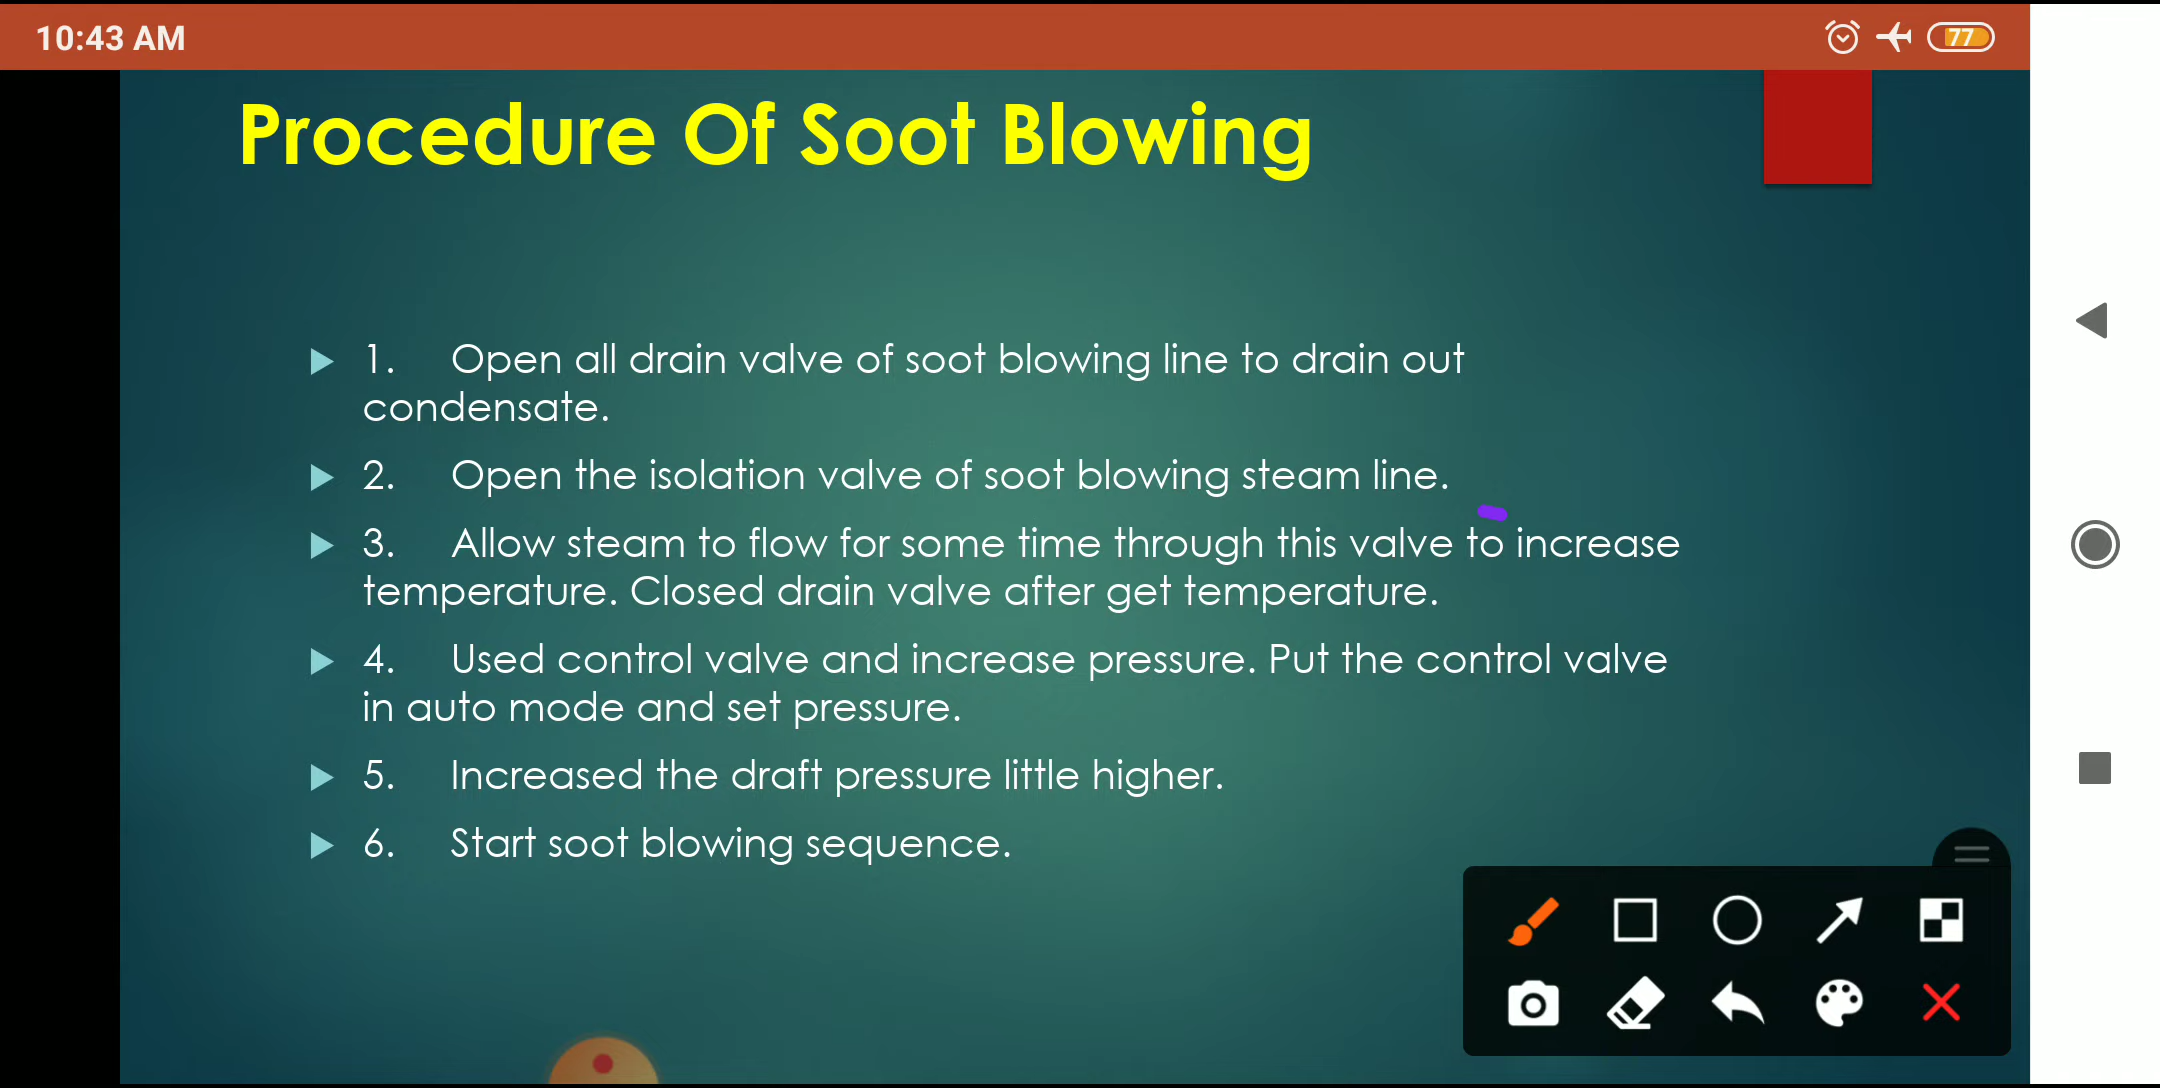 10:43 AM
77
Procedure Of Soot Blowing
1. Open all drain valve of soot blowing line to drain out
condensate.
2. Open the isolation valve of soot blowing steam line.
3. Allow steam to flow for some time through this valve to increase
temperature. Closed drain valve after get temperature.
4. Used control valve and increase pressure. Put the control valve
in auto mode and set pressure.
5. Increased the draft pressure little higher.
6. Start soot blowing sequence.